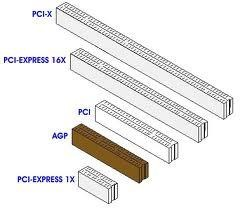 PCI-X
PCI-EXPRESS 16X
PCI
AGP
PCI-EXPRESS 1X